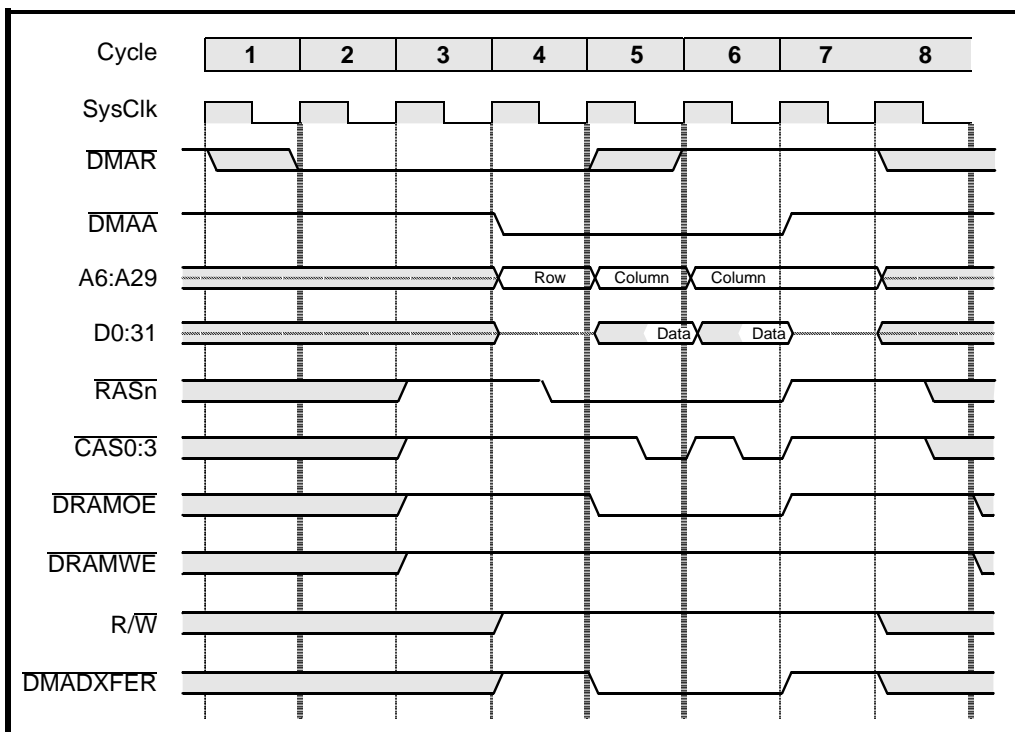 Cycle 1 2 3 4 5 6 7 8
SysClk
DMAR
DMAA
A6:A29 Row Column Column
D0:31 Data Data
RASn
CAS0:3
DRAMOE
DRAMWE
R/W
DMADXFER